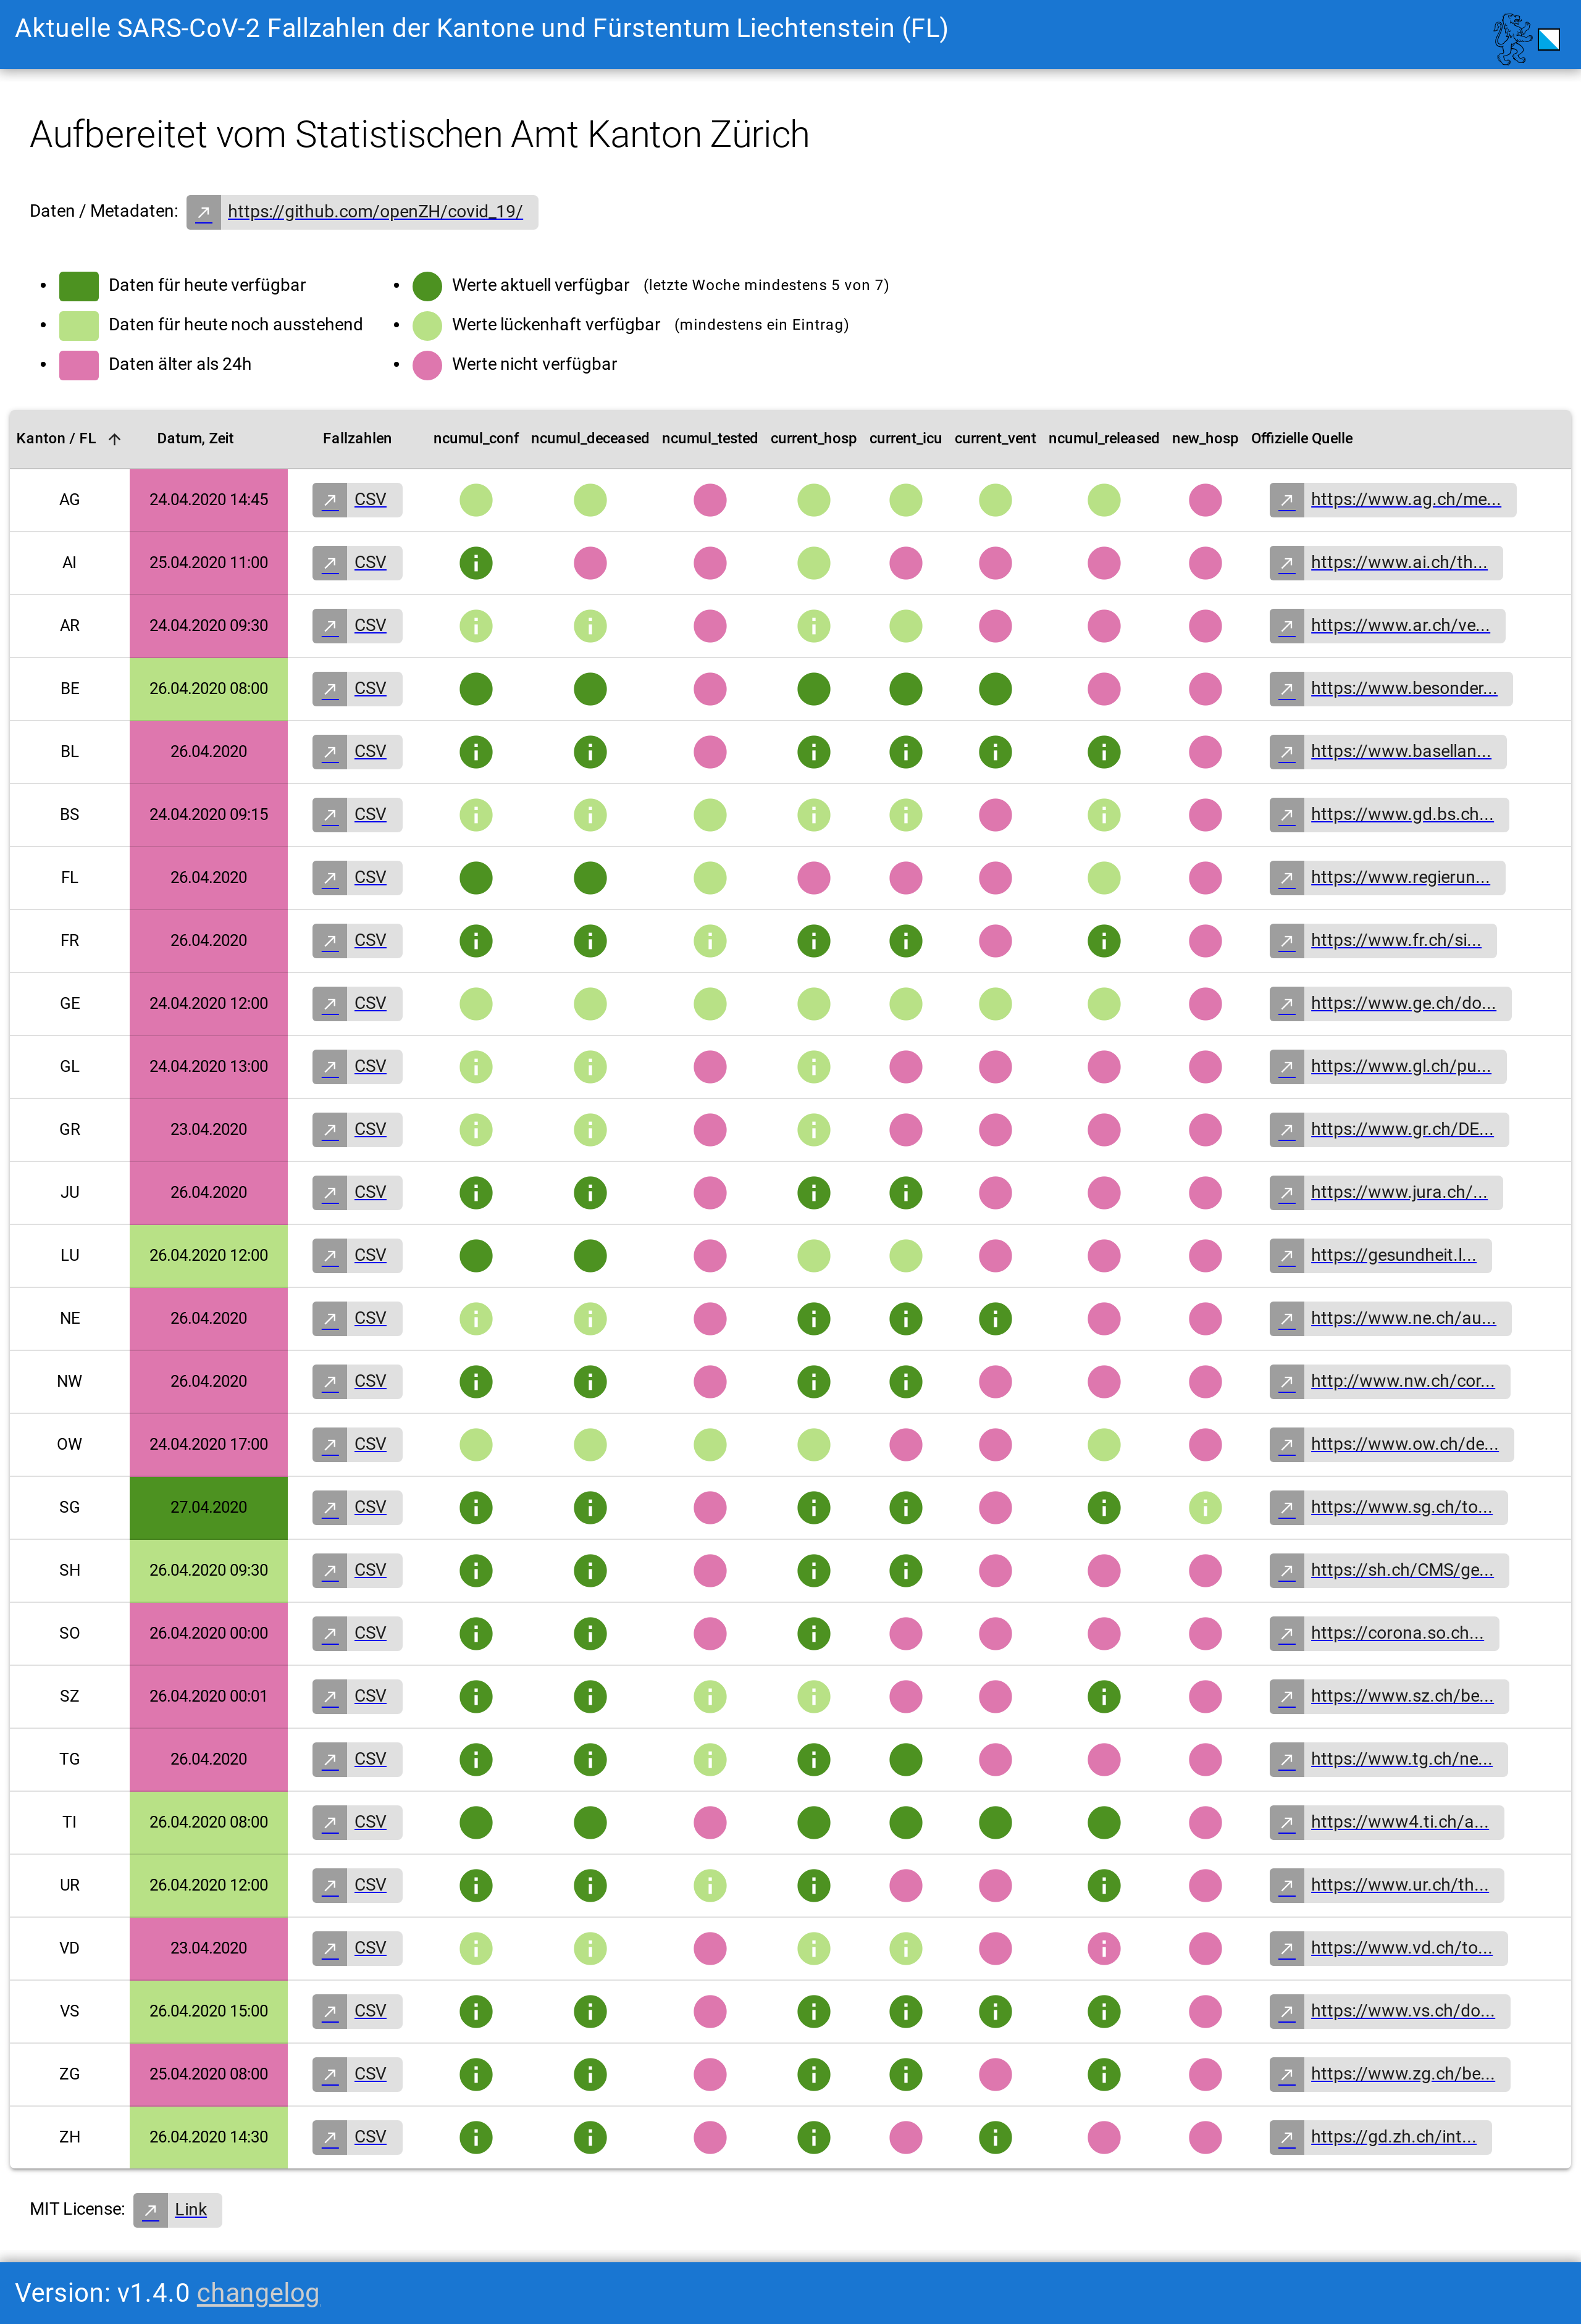 Aktuelle SARS-CoV-2 Fallzahlen der Kantone und Fürstentum Liechtenstein (FL)
Aufbereitet vom Statistischen Amt Kanton Zürich
Daten / Metadaten: https://github.com/openZH/covid_19/
Daten für heute verfügbar
Daten für heute noch ausstehend
Daten älter als 24h
Werte aktuell verfügbar (letzte Woche mindestens 5 von 7)
Werte lückenhaft verfügbar (mindestens ein Eintrag)
Werte nicht verfügbar
Kanton / FL Datum, Zeit Fallzahlen ncumul_conf ncumul_deceased ncumul_tested current_hosp current_icu current_vent ncumul_released new_hosp Offizielle Quelle
AG 24.04.2020 14:45 CSV https://www.ag.ch/me...
AI 25.04.2020 11:00 CSV https://www.ai.ch/th...
AR 24.04.2020 09:30 CSV https://www.ar.ch/ve...
BE 26.04.2020 08:00 CSV https://www.besonder...
BL 26.04.2020 CSV https://www.basellan...
BS 24.04.2020 09:15 CSV https://www.gd.bs.ch...
FL 26.04.2020 CSV https://www.regierun...
FR 26.04.2020 CSV https://www.fr.ch/si...
GE 24.04.2020 12:00 CSV https://www.ge.ch/do...
GL 24.04.2020 13:00 CSV https://www.gl.ch/pu...
GR 23.04.2020 CSV https://www.gr.ch/DE...
JU 26.04.2020 CSV https://www.jura.ch/...
LU 26.04.2020 12:00 CSV https://gesundheit.l...
NE 26.04.2020 CSV https://www.ne.ch/au...
NW 26.04.2020 CSV http://www.nw.ch/cor...
OW 24.04.2020 17:00 CSV https://www.ow.ch/de...
SG 27.04.2020 CSV https://www.sg.ch/to...
SH 26.04.2020 09:30 CSV https://sh.ch/CMS/ge...
SO 26.04.2020 00:00 CSV https://corona.so.ch...
SZ 26.04.2020 00:01 CSV https://www.sz.ch/be...
TG 26.04.2020 CSV https://www.tg.ch/ne...
TI 26.04.2020 08:00 CSV https://www4.ti.ch/a...
UR 26.04.2020 12:00 CSV https://www.ur.ch/th...
VD 23.04.2020 CSV https://www.vd.ch/to...
VS 26.04.2020 15:00 CSV https://www.vs.ch/do...
ZG 25.04.2020 08:00 CSV https://www.zg.ch/be...
ZH 26.04.2020 14:30 CSV https://gd.zh.ch/int...
MIT License: Link
Version: v1.4.0 changelog